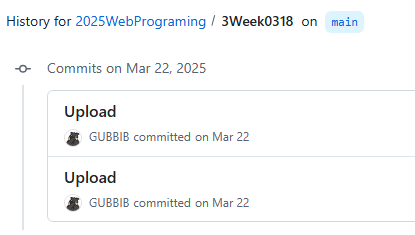 History for 2025WebPrograming / 3Week0318 on main
Commits on Mar 22, 2025
Upload
GUBBIB committed on Mar 22
Upload
GUBBIB committed on Mar 22